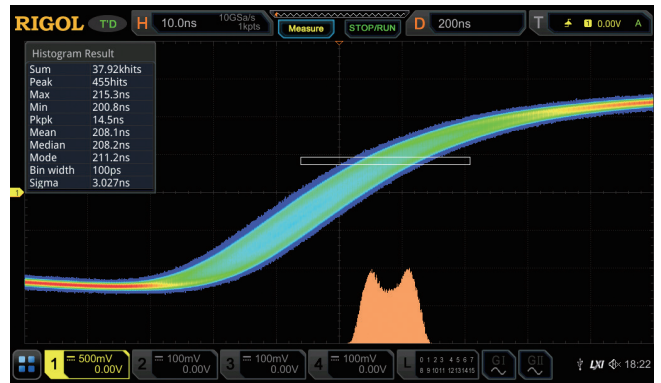 RIGOL T'D H 10.0ns 10GSa/s 1kpts Measure STOP/RUN D 200ns T 1 0.00V A
Histogram Result
Sum 37.92khits
Peak 455hits
Max 215.3ns
Min 200.8ns
Pkpk 14.5ns
Mean 208.1ns
Median 208.2ns
Mode 211.2ns
Bin width 100ps
Sigma 3.027ns
1
1 500mV 0.00V 2 100mV 0.00V 3 100mV 0.00V 4 100mV 0.00V L 0 1 2 3 4 5 6 7 GI GII LXI 18:22
8 9 10 11 12 13 14 15